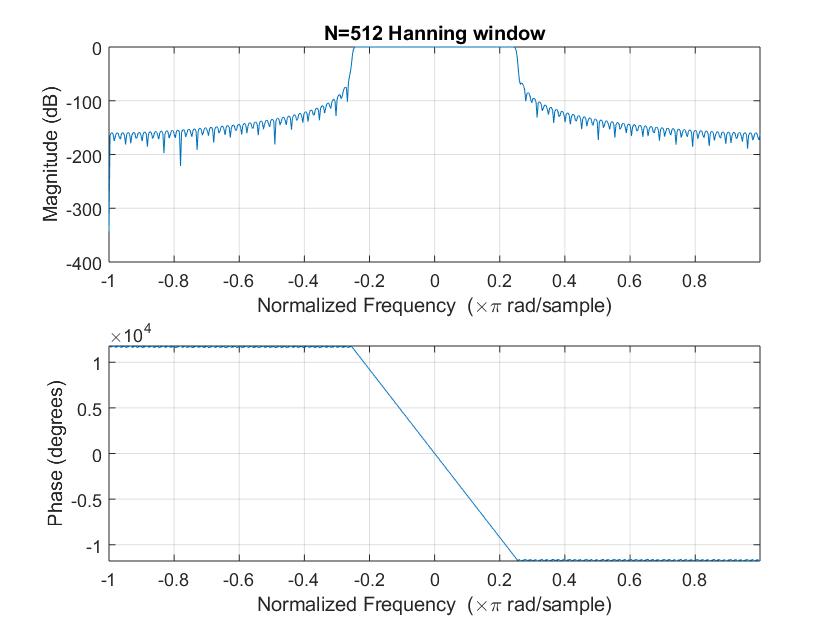 N=512 Hanning window
0
-100
-200
-300
-400
Magnitude (dB)
-1 -0.8 -0.6 -0.4 -0.2 0 0.2 0.4 0.6 0.8
Normalized Frequency (×π rad/sample)
×10^4
1
0.5
0
-0.5
-1
Phase (degrees)
-1 -0.8 -0.6 -0.4 -0.2 0 0.2 0.4 0.6 0.8
Normalized Frequency (×π rad/sample)